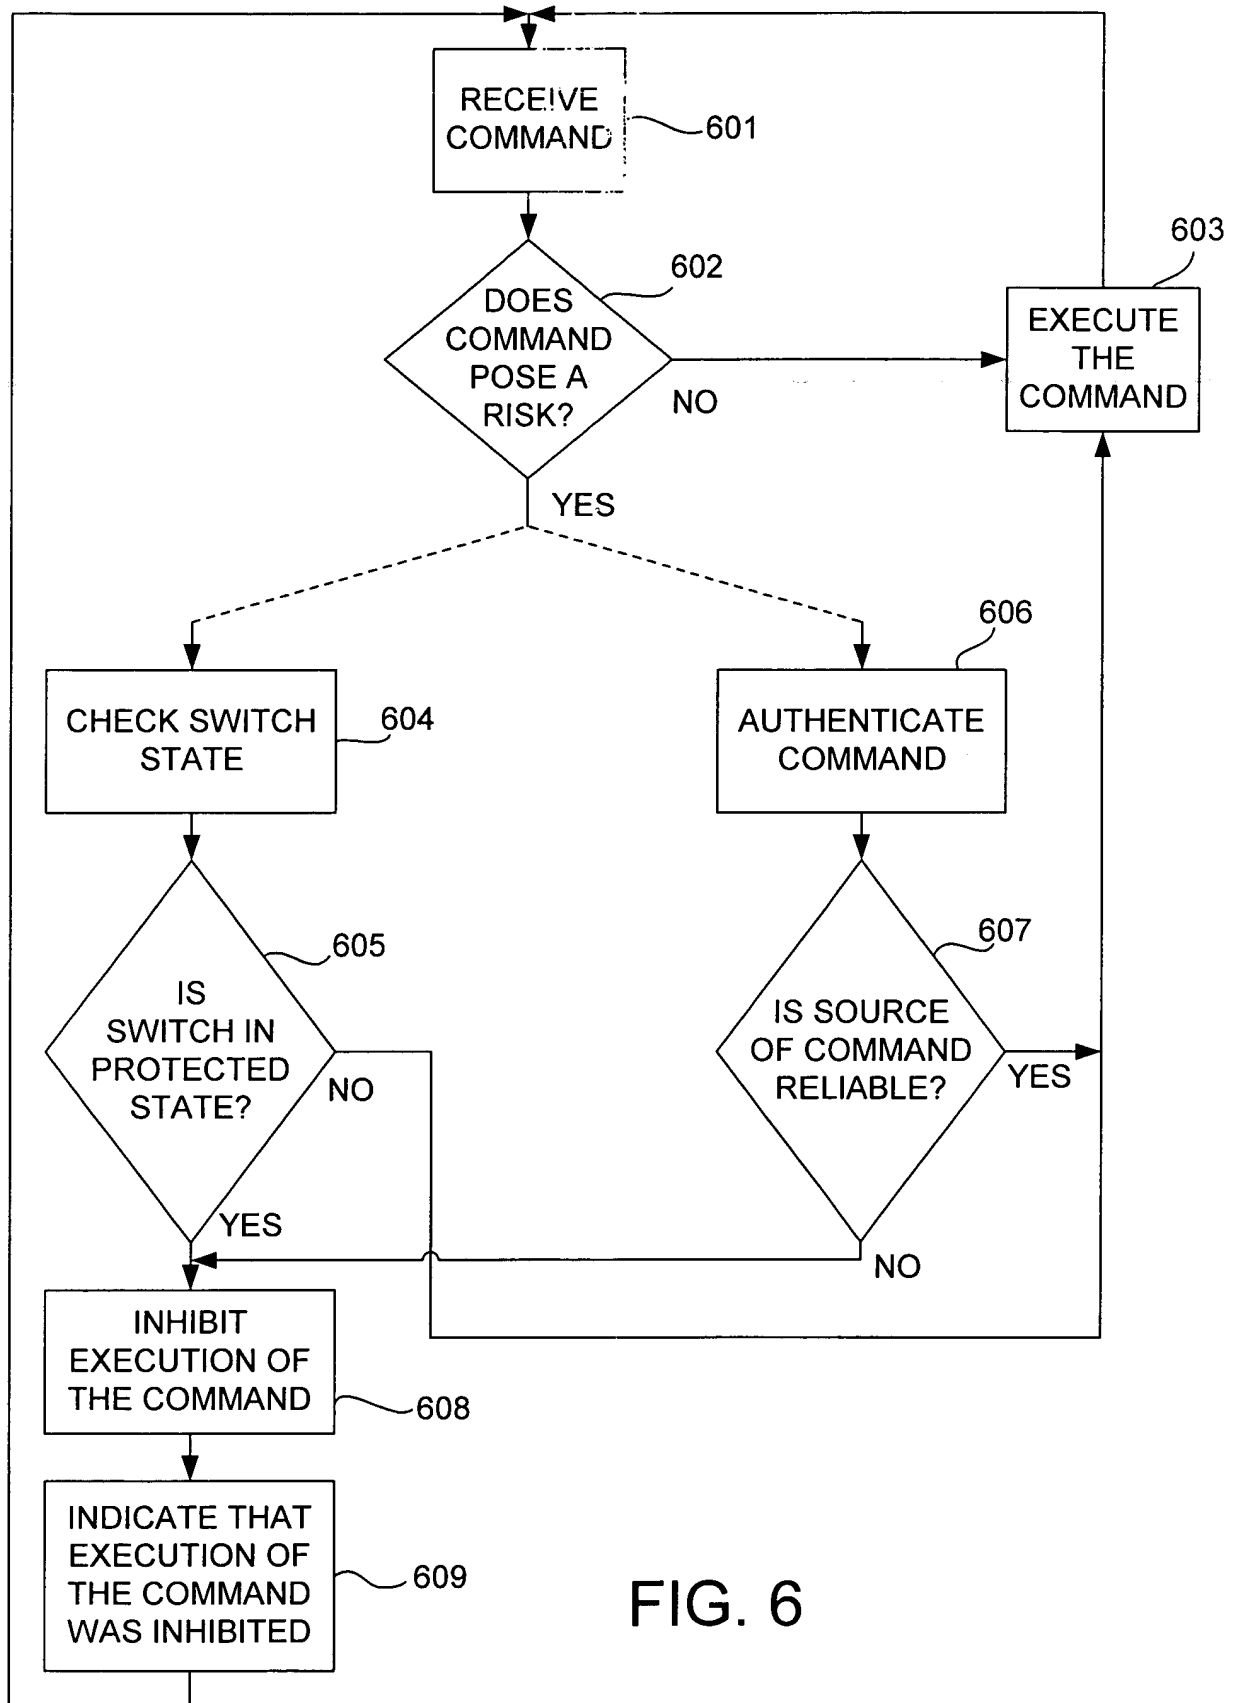 RECEIVE
COMMAND
601
602
603
DOES
COMMAND
POSE A
RISK?
EXECUTE
THE
COMMAND
NO
YES
606
CHECK SWITCH
STATE
604
AUTHENTICATE
COMMAND
605
607
IS
SWITCH IN
PROTECTED
STATE?
NO
IS SOURCE
OF COMMAND
RELIABLE?
YES
YES
NO
INHIBIT
EXECUTION OF
THE COMMAND
608
INDICATE THAT
EXECUTION OF
THE COMMAND
WAS INHIBITED
609
FIG. 6